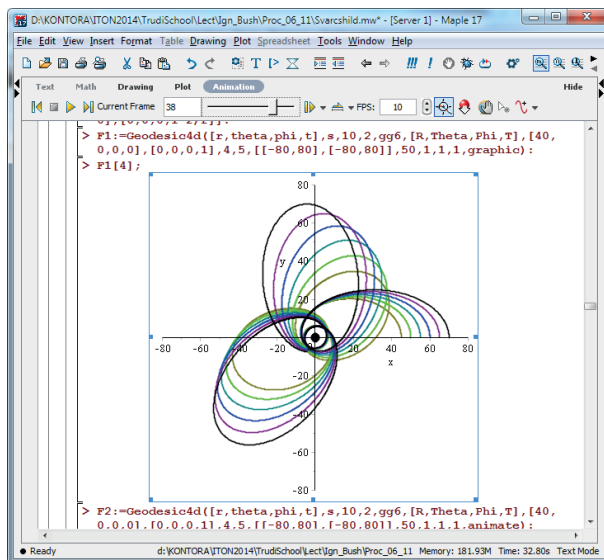 D:\KONTORA\ITON2014\TrudiSchool\Lect\Ign_Bush\Proc_06_11\Svarcshild.mw* - [Server 1] - Maple 17
File Edit View Insert Format Table Drawing Plot Spreadsheet Tools Window Help
Text Math Drawing Plot Animation Hide
Current Frame 38 FPS: 10
> F1:=Geodesic4d([r,theta,phi,t],s,10,2,gg6,[R,Theta,Phi,T],[40,
0,0,0],[0,0,0,1],4,5,[[-80,80],[-80,80]],50,1,1,1,graphic):
> F1[4];
80
60
y
40
20
-80 -60 -40 -20 0 20 40 60 80
x
-20
-40
-60
-80
> F2:=Geodesic4d([r,theta,phi,t],s,10,2,gg6,[R,Theta,Phi,T],[40,
0,0,0],[0,0,0,1],4,5,[[-80,80],[-80,80]],50,1,1,1,animate):
Ready d:\KONTORA\ITON2014\TrudiSchool\Lect\Ign_Bush\Proc_06_11 Memory: 181.93M Time: 32.80s Text Mode